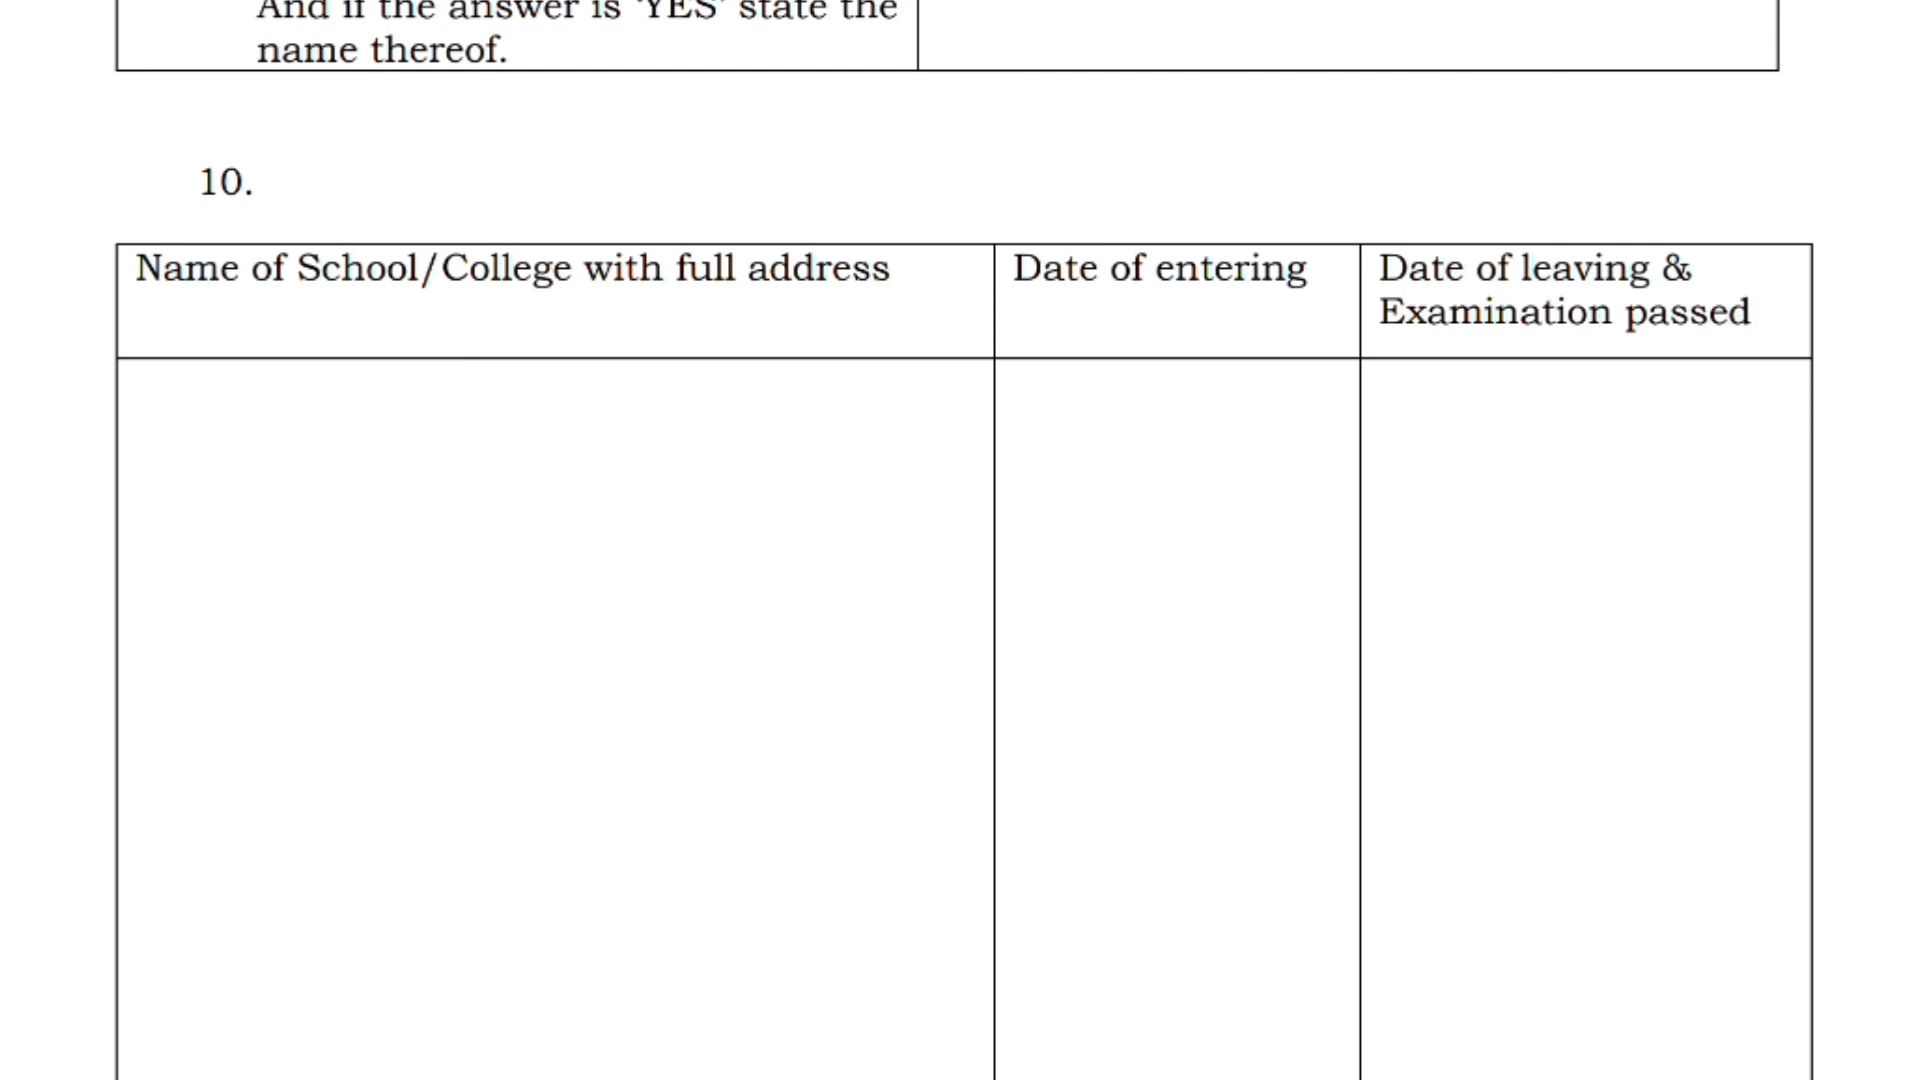 And if the answer is ‘YES’ state the
name thereof.
10.
Name of School/College with full address
Date of entering
Date of leaving &
Examination passed